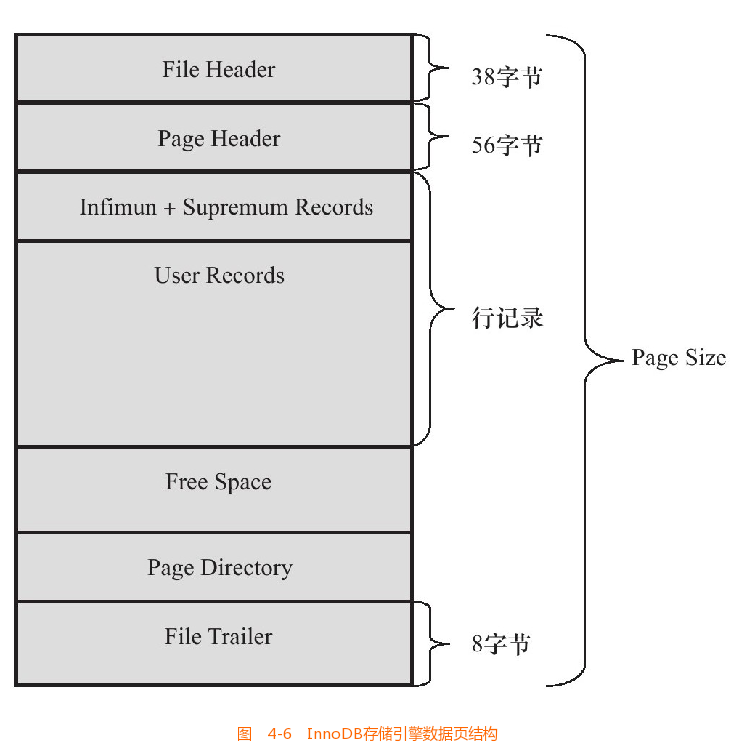 File Header
38字节
Page Header
56字节
Infimun + Supremum Records
User Records
行记录
Page Size
Free Space
Page Directory
File Trailer
8字节
图 4-6 InnoDB存储引擎数据页结构